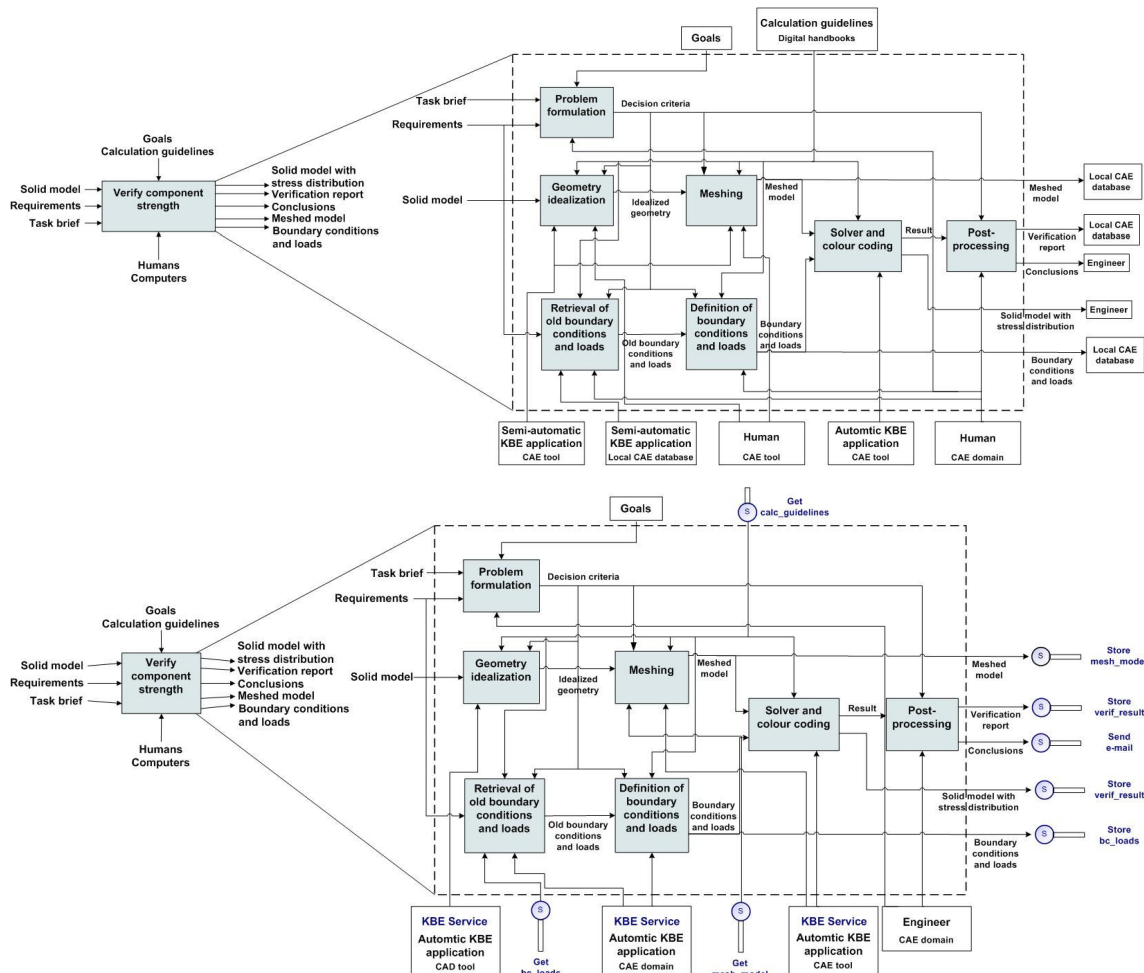 Calculation guidelines
Digital handbooks
Goals
Task brief
Problem
formulation
Decision criteria
Requirements
Goals
Calculation guidelines
Solid model with
stress distribution
Solid model
Verify component
strength
Verification report
Requirements
Conclusions
Task brief
Meshed model
Boundary conditions
and loads
Humans
Computers
Solid model
Geometry
idealization
Idealized
geometry
Meshing
Meshed
model
Meshed
model
Local CAE
database
Solver and
colour coding
Result
Post-
processing
Verification
report
Local CAE
database
Conclusions
Engineer
Retrieval of
old boundary
conditions
and loads
Old boundary
conditions
and loads
Definition of
boundary
conditions
and loads
Boundary
conditions
and loads
Solid model with
stress distribution
Engineer
Boundary
conditions
and loads
Local CAE
database
Semi-automatic
KBE application
CAE tool
Semi-automatic
KBE application
Local CAE database
Human
CAE tool
Automtic KBE
application
CAE tool
Human
CAE domain
S
Get
calc_guidelines
Goals
Task brief
Problem
formulation
Decision criteria
Requirements
Goals
Calculation guidelines
Solid model with
stress distribution
Solid model
Verify
component
strength
Verification report
Requirements
Conclusions
Task brief
Meshed model
Boundary conditions
and loads
Humans
Computers
Solid model
Geometry
idealization
Idealized
geometry
Meshing
Meshed
model
Meshed
model
S
Store
mesh_mode
Solver and
colour coding
Result
Post-
processing
Verification
report
S
Store
verif_result
Conclusions
S
Send
e-mail
Retrieval of
old boundary
conditions
and loads
Old boundary
conditions
and loads
Definition of
boundary
conditions
and loads
Boundary
conditions
and loads
Solid model with
stress distribution
S
Store
verif_result
Boundary
conditions
and loads
S
Store
bc_loads
KBE Service
Automtic KBE
application
CAD tool
S
Get
bc_loads
KBE Service
Automtic KBE
application
CAE domain
S
Get
mesh_model
KBE Service
Automtic KBE
application
CAE tool
Engineer
CAE domain